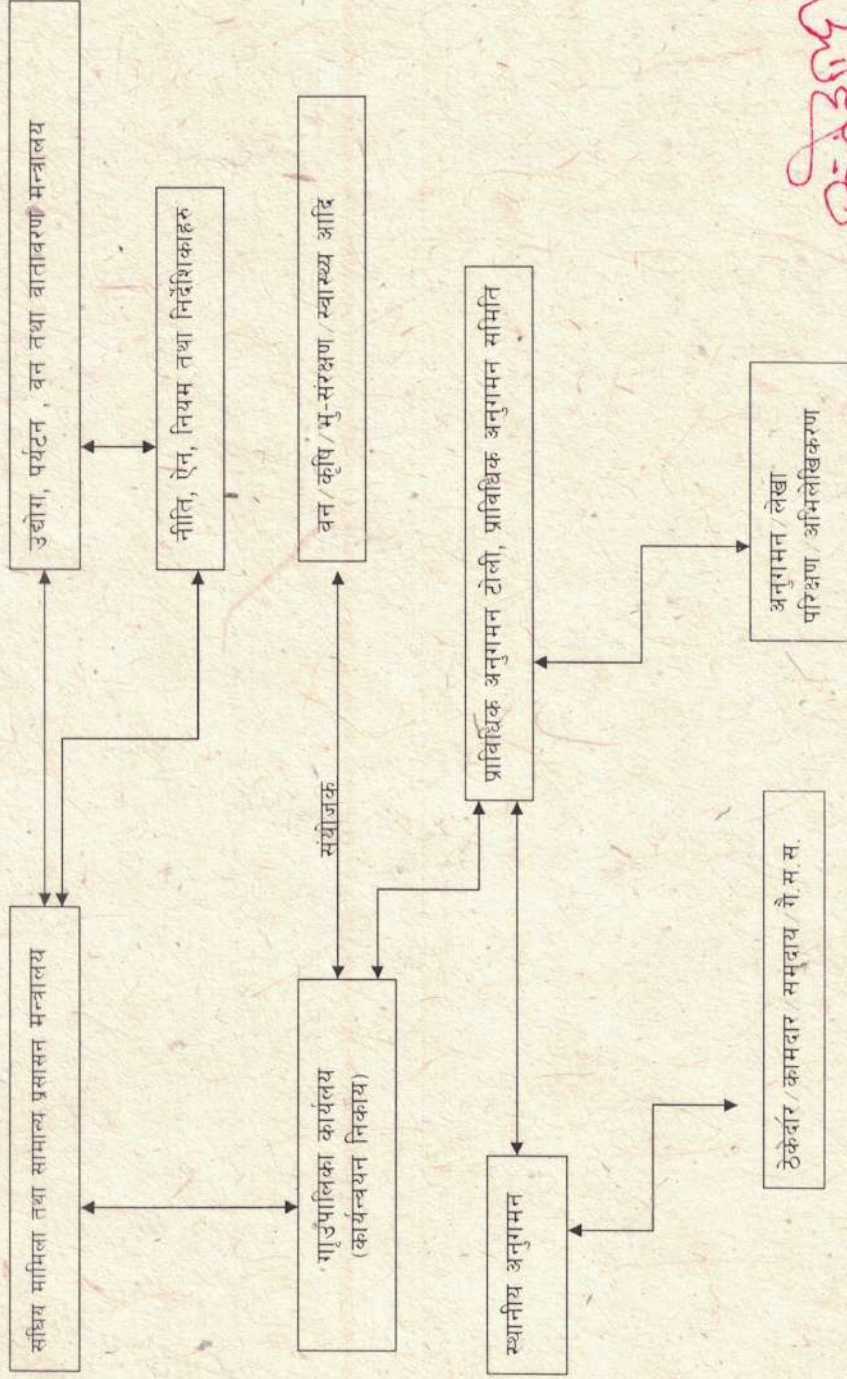 संघिय मामिला तथा सामान्य प्रसासन मन्त्रालय
उद्योग, पर्यटन , वन तथा वातावरण मन्त्रालय
नीति, ऐन, नियम तथा निर्देशिकाहरु
गाउँपालिका कार्यलय
(कार्यन्वयन निकाय)
संयोजक
वन/कृषि/भु-संरक्षण/स्वास्थ्य आदि
प्राविधिक अनुगमन टोली, प्राविधिक अनुगमन समिति
स्थानीय अनुगमन
ठेकेदार/कामदार/समुदाय/गै.स.स.
अनुगमन/लेखा
परिक्षण/अभिलेखिकरण